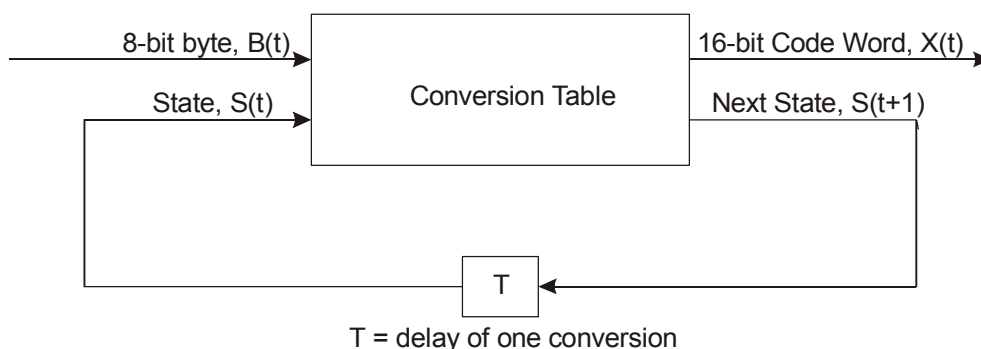 8-bit byte, B(t)
16-bit Code Word, X(t)
Conversion Table
State, S(t)
Next State, S(t+1)
T
T = delay of one conversion